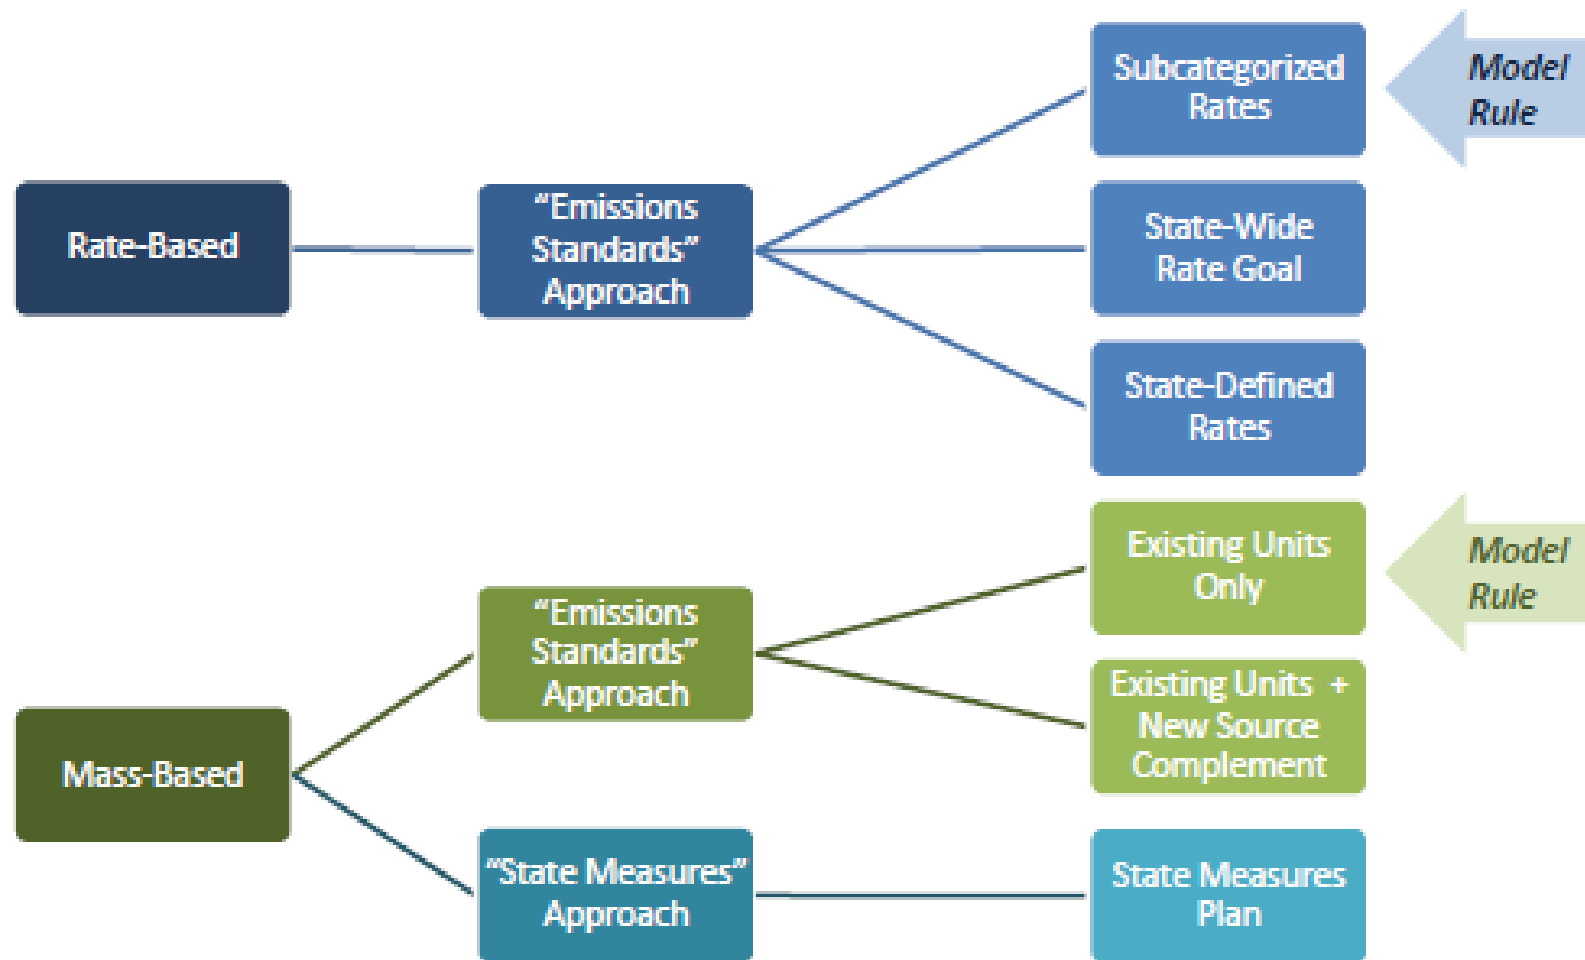 Subcategorized
Rates
Model
Rule
Rate-Based
“Emissions
Standards”
Approach
State-Wide
Rate Goal
State-Defined
Rates
Existing Units
Only
Model
Rule
“Emissions
Standards”
Approach
Existing Units +
New Source
Complement
Mass-Based
“State Measures”
Approach
State Measures
Plan